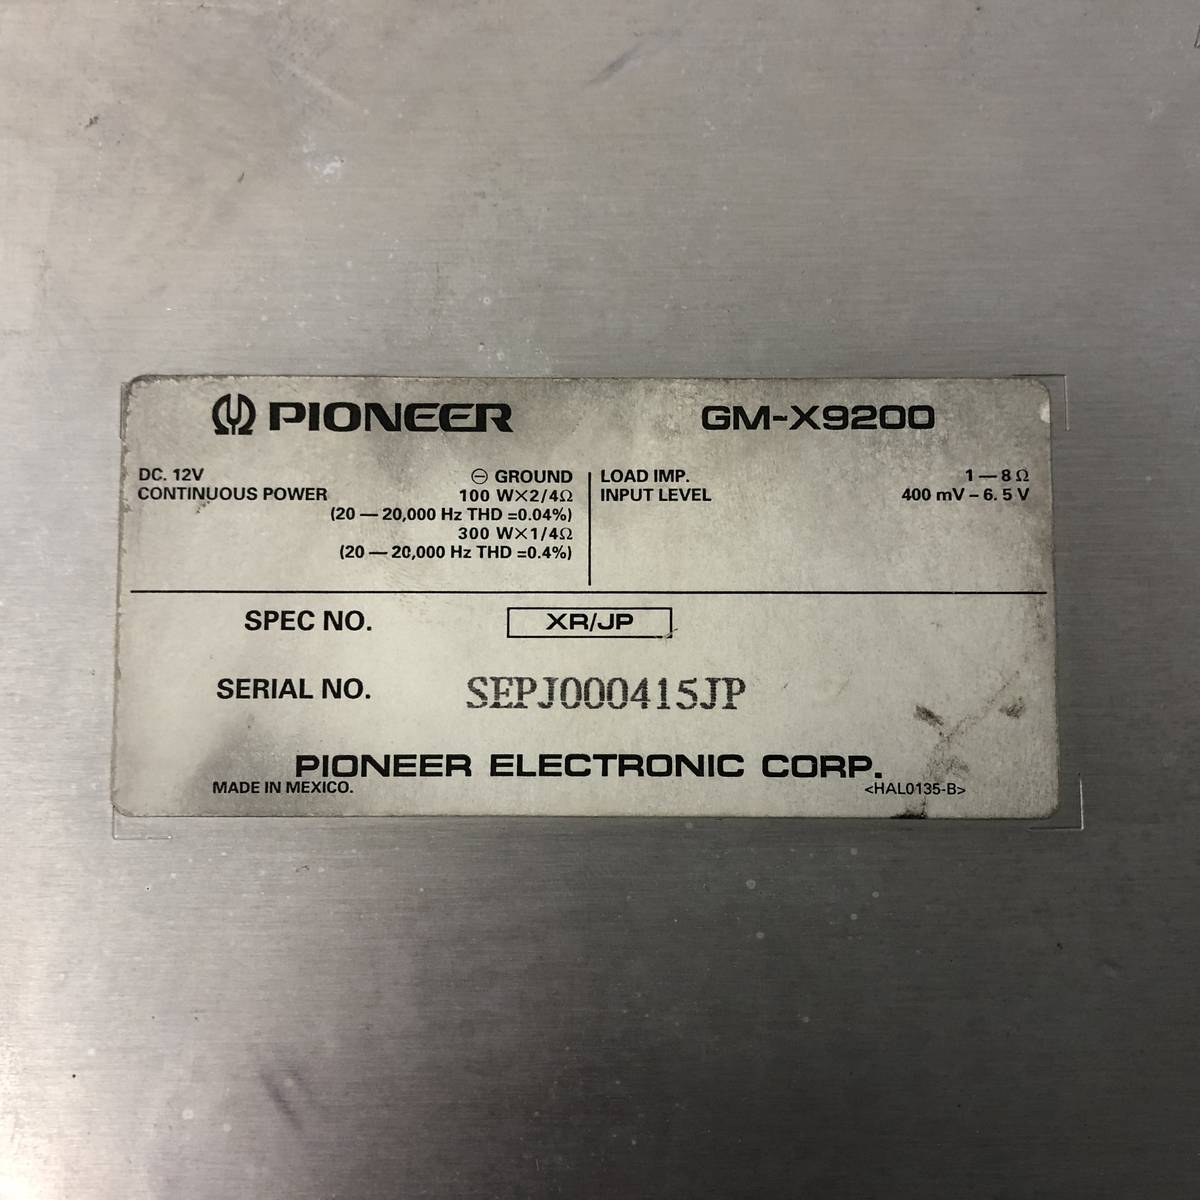 PIONEER GM-X9200
DC. 12V ⊖ GROUND
CONTINUOUS POWER 100 W×2/4Ω
(20 — 20,000 Hz THD =0.04%)
300 W×1/4Ω
(20 — 20,000 Hz THD =0.4%)
LOAD IMP. 1 — 8 Ω
INPUT LEVEL 400 mV – 6. 5 V
SPEC NO. XR/JP
SERIAL NO. SEPJ000415JP
PIONEER ELECTRONIC CORP.
MADE IN MEXICO. <HAL0135-B>